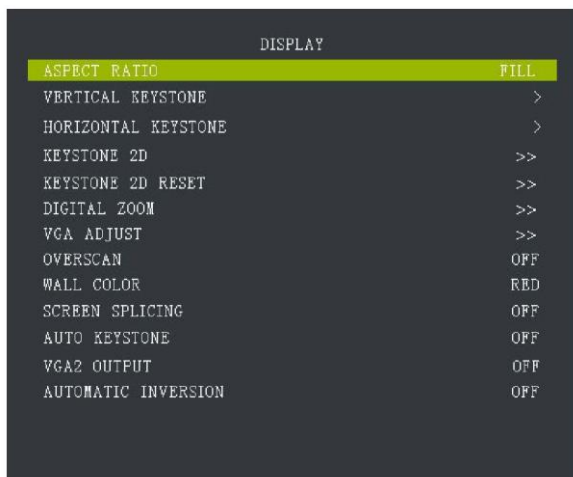 DISPLAY
ASPECT RATIO FILL
VERTICAL KEYSTONE >
HORIZONTAL KEYSTONE >
KEYSTONE 2D >>
KEYSTONE 2D RESET >>
DIGITAL ZOOM >>
VGA ADJUST >>
OVERSCAN OFF
WALL COLOR RED
SCREEN SPLICING OFF
AUTO KEYSTONE OFF
VGA2 OUTPUT OFF
AUTOMATIC INVERSION OFF